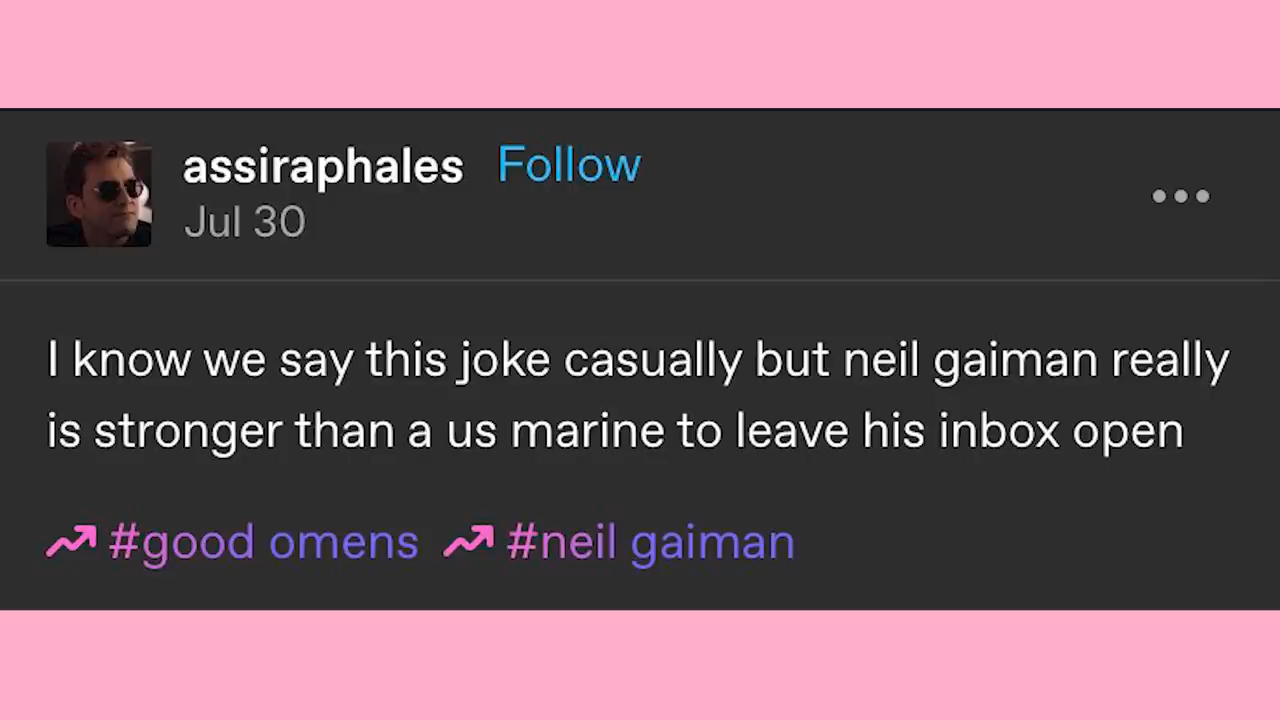 assiraphales Follow
Jul 30
I know we say this joke casually but neil gaiman really
is stronger than a us marine to leave his inbox open
#good omens #neil gaiman